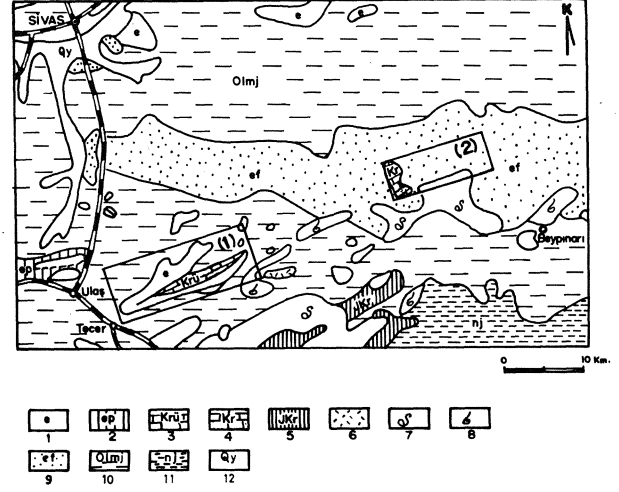 SİVAS
K
e
e
e
Qy
Olmj
Kr
(2)
ef
ef
S
S
Beypınarı
(1)
e
Krü
ep
Ulaş
JKr
S
nj
Tecer
0 10 Km.
e ep Krü Kr JKr
1 2 3 4 5 6 7 8
ef Olmj nj Qy
9 10 11 12